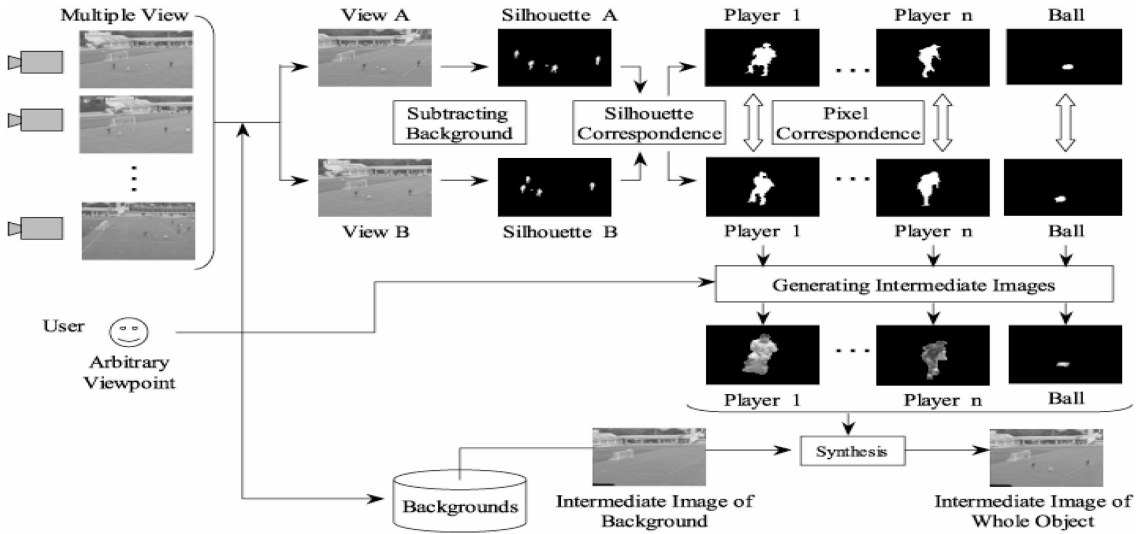 Multiple View
View A
Silhouette A
Player 1
Player n
Ball
Subtracting
Background
Silhouette
Correspondence
Pixel
Correspondence
View B
Silhouette B
Player 1
Player n
Ball
Generating Intermediate Images
User
Arbitrary
Viewpoint
Player 1
Player n
Ball
Synthesis
Backgrounds
Intermediate Image of
Background
Intermediate Image of
Whole Object